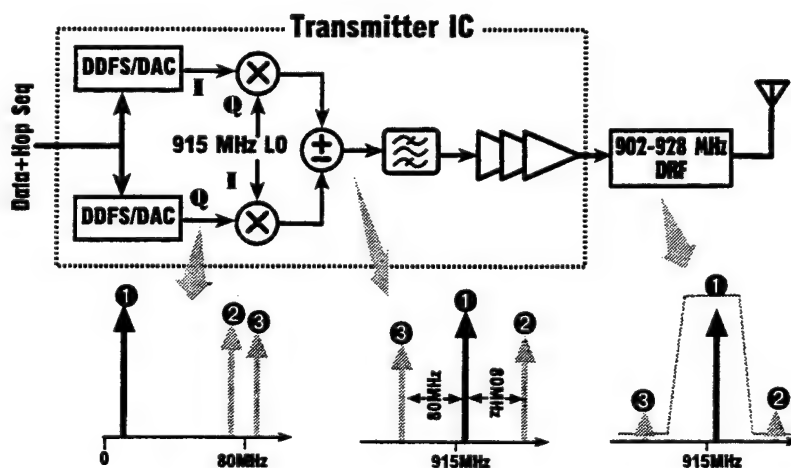 Transmitter IC
DDFS/DAC
I
Q
Data+Hop Seq
915 MHz LO
+
−
902-928 MHz
DRF
I
DDFS/DAC
Q
1
2
3
0
80MHz
3
1
2
80MHz
80MHz
915MHz
1
3
2
915MHz